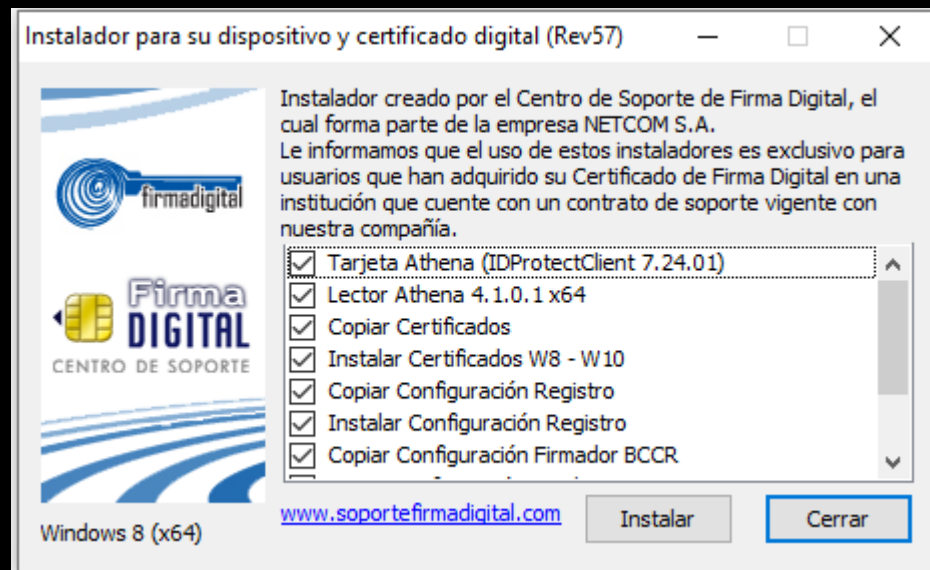 Instalador para su dispositivo y certificado digital (Rev57)
Instalador creado por el Centro de Soporte de Firma Digital, el
cual forma parte de la empresa NETCOM S.A.
Le informamos que el uso de estos instaladores es exclusivo para
usuarios que han adquirido su Certificado de Firma Digital en una
institución que cuente con un contrato de soporte vigente con
nuestra compañía.
firmadigital
Firma
DIGITAL
CENTRO DE SOPORTE
Tarjeta Athena (IDProtectClient 7.24.01)
Lector Athena 4.1.0.1 x64
Copiar Certificados
Instalar Certificados W8 - W10
Copiar Configuración Registro
Instalar Configuración Registro
Copiar Configuración Firmador BCCR
www.soportefirmadigital.com
Instalar
Cerrar
Windows 8 (x64)